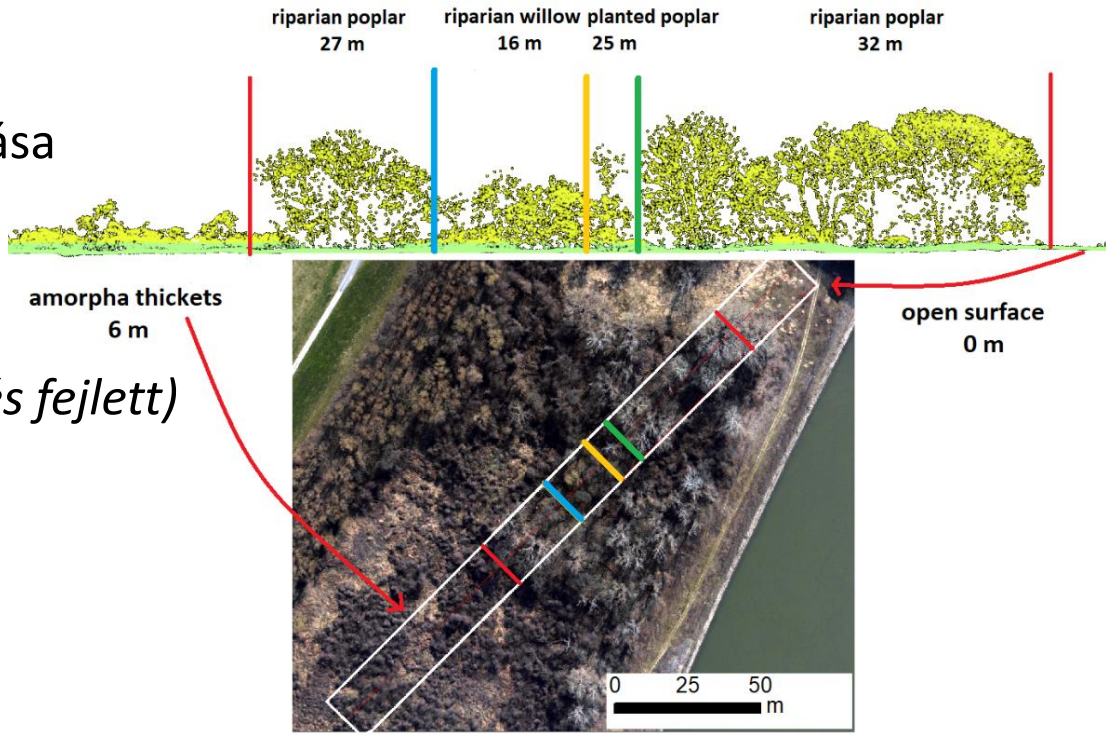 riparian poplar riparian willow planted poplar riparian poplar
27 m 16 m 25 m 32 m
ása
amorpha thickets
6 m
open surface
0 m
és fejlett)
0 25 50
m